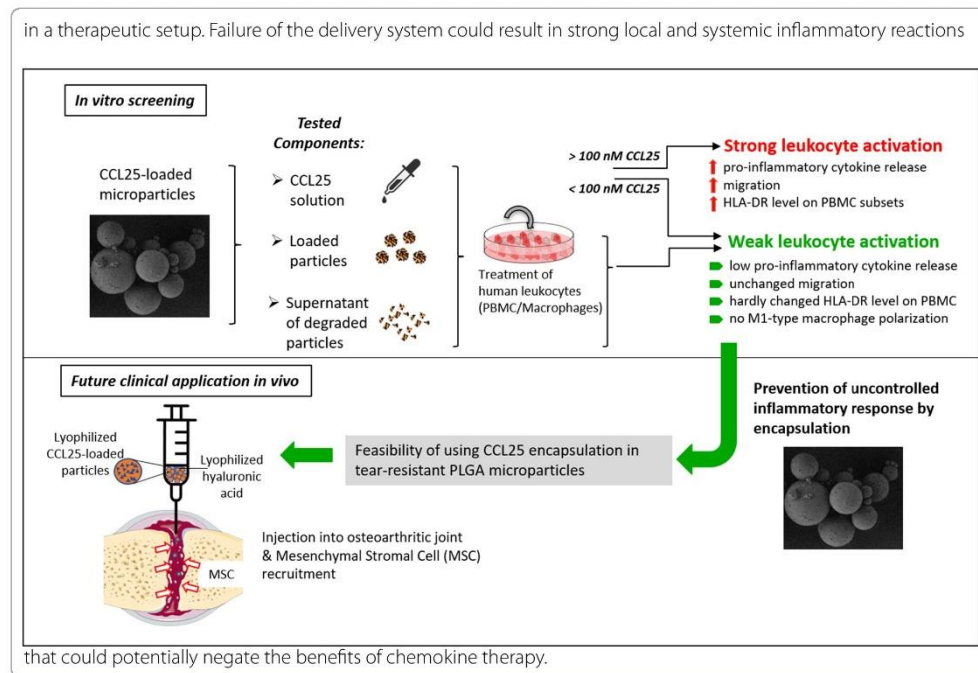 in a therapeutic setup. Failure of the delivery system could result in strong local and systemic inflammatory reactions
In vitro screening
Tested
Components:
CCL25-loaded
microparticles
➢ CCL25
solution
➢ Loaded
particles
➢ Supernatant
of degraded
particles
Treatment of
human leukocytes
(PBMC/Macrophages)
> 100 nM CCL25
< 100 nM CCL25
Strong leukocyte activation
pro-inflammatory cytokine release
migration
HLA-DR level on PBMC subsets
Weak leukocyte activation
low pro-inflammatory cytokine release
unchanged migration
hardly changed HLA-DR level on PBMC
no M1-type macrophage polarization
Future clinical application in vivo
Lyophilized
CCL25-loaded
particles
Lyophilized
hyaluronic
acid
MSC
Injection into osteoarthritic joint
& Mesenchymal Stromal Cell (MSC)
recruitment
Feasibility of using CCL25 encapsulation in
tear-resistant PLGA microparticles
Prevention of uncontrolled
inflammatory response by
encapsulation
that could potentially negate the benefits of chemokine therapy.